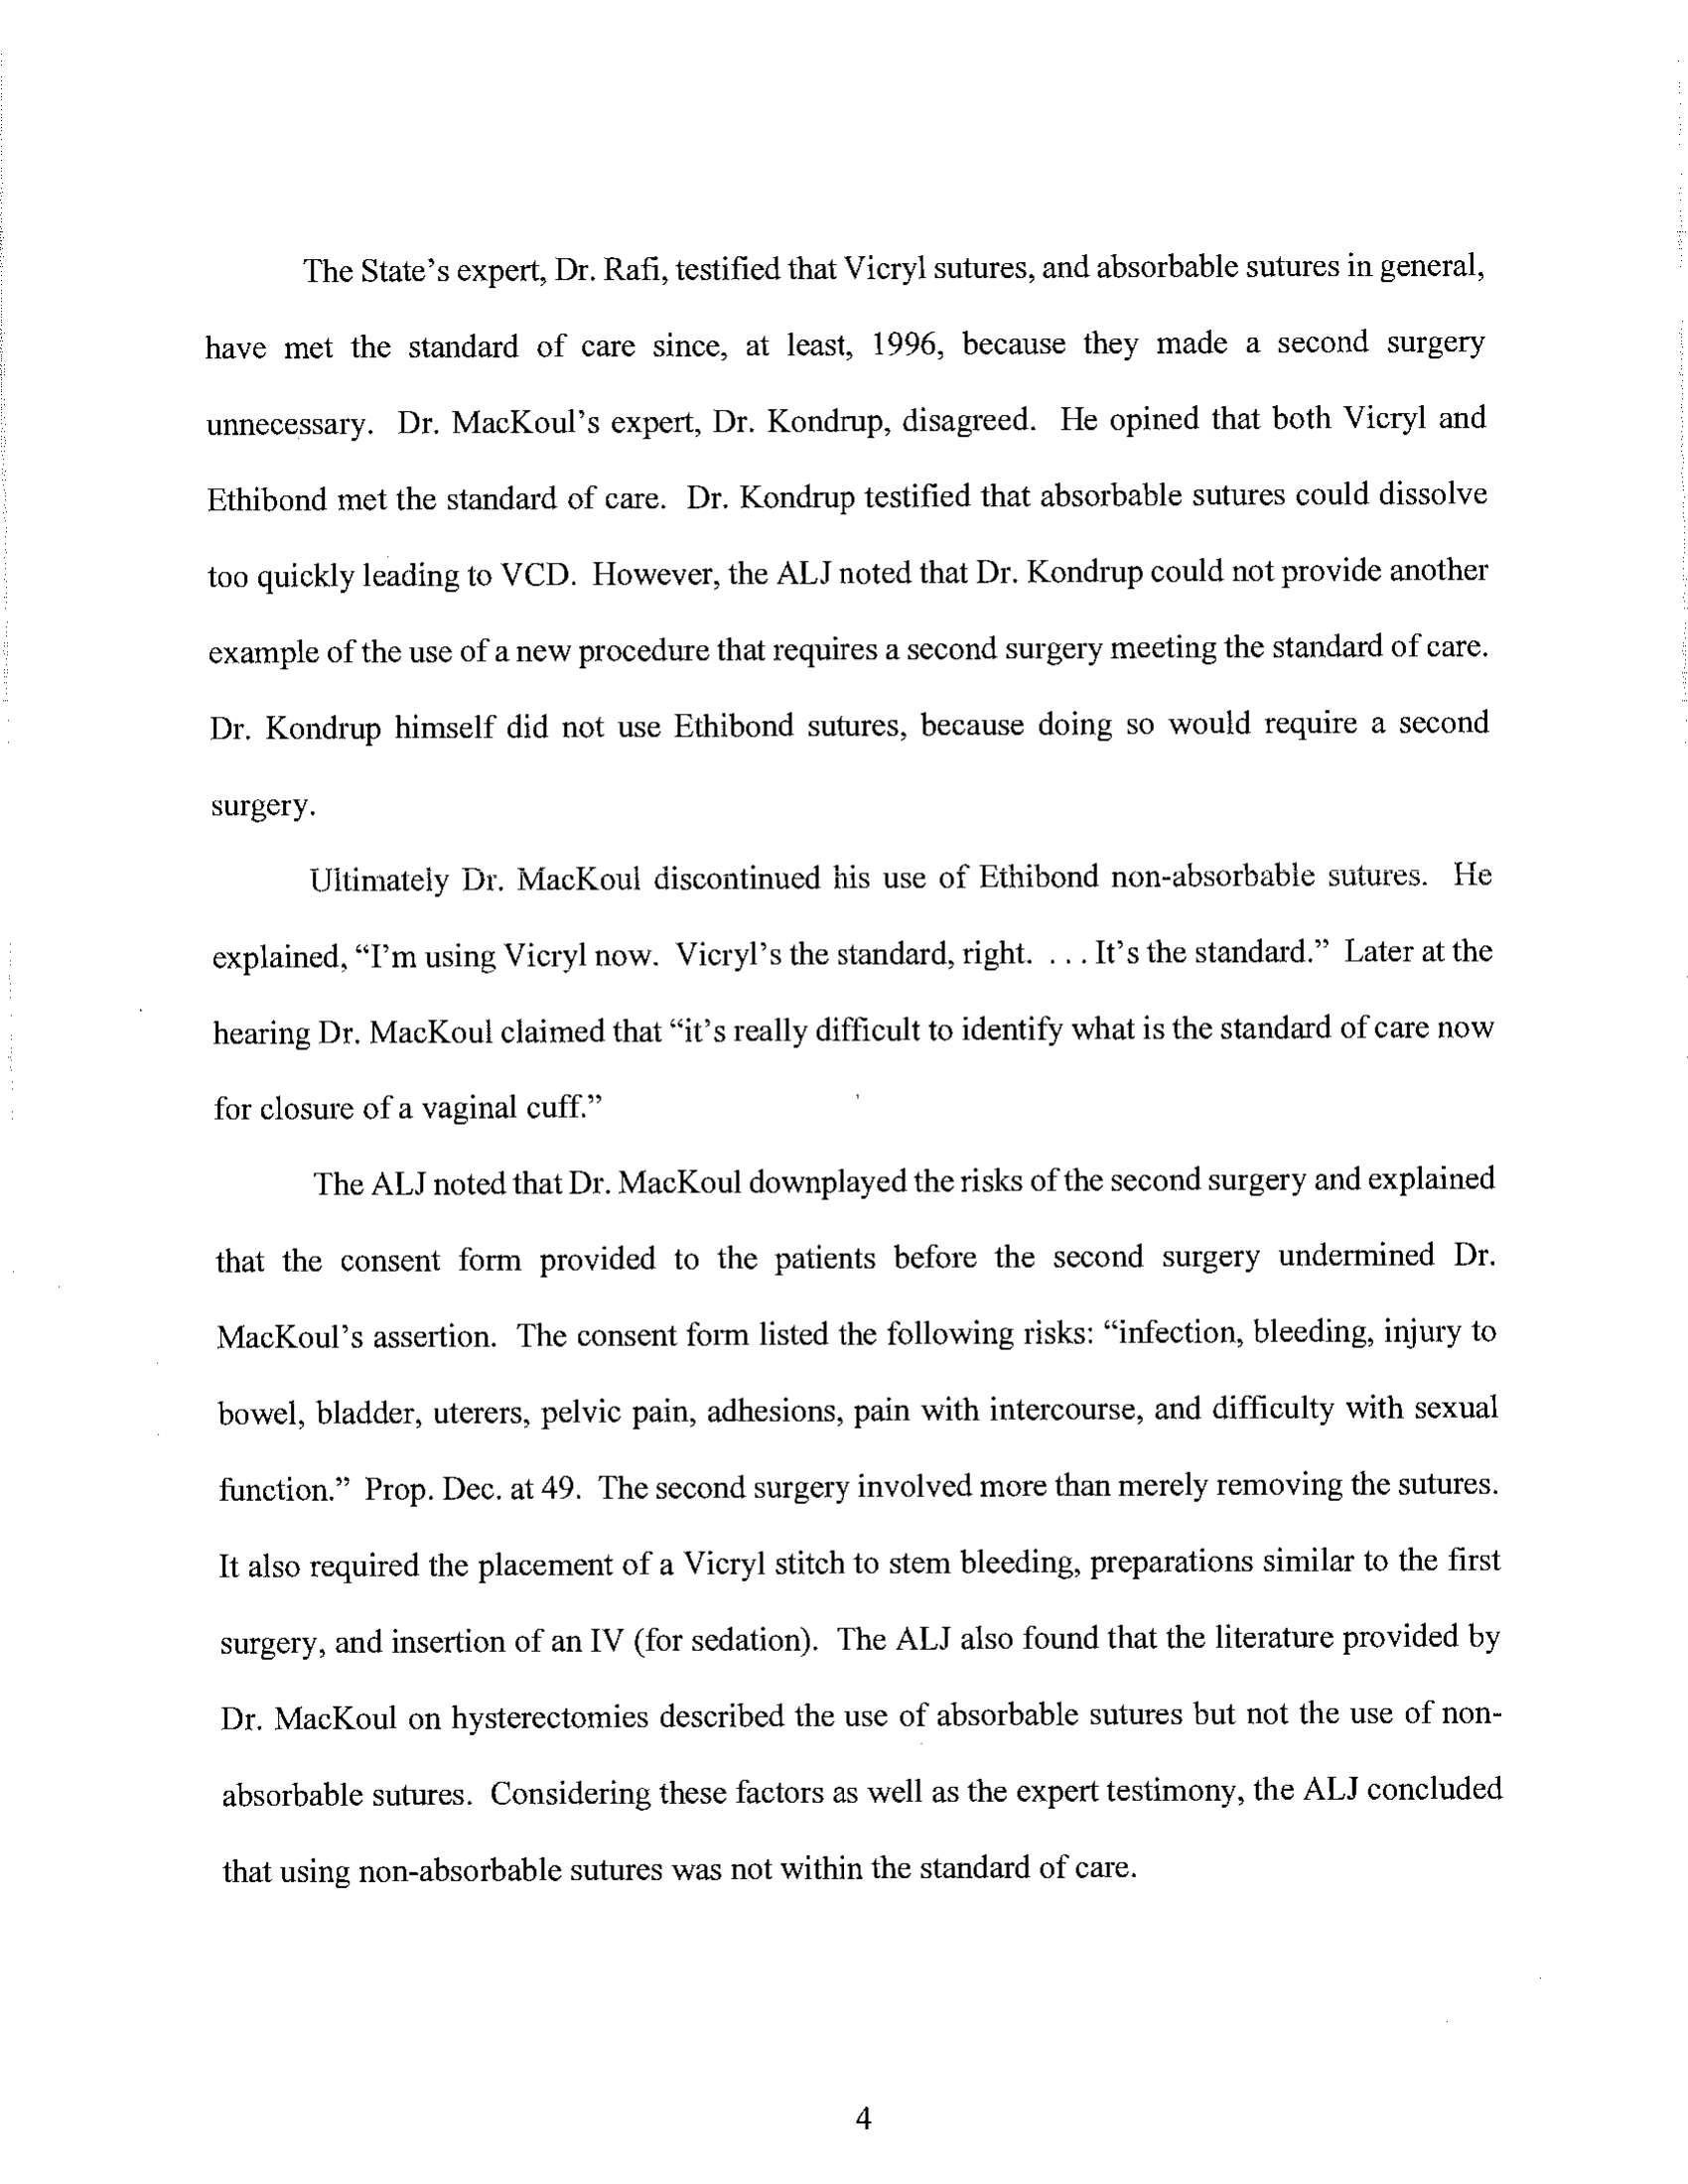 The State’s expert, Dr. Rafi, testified that Vicryl sutures, and absorbable sutures in general,
have met the standard of care since, at least, 1996, because they made a second surgery
unnecessary. Dr. MacKoul’s expert, Dr. Kondrup, disagreed. He opined that both Vicryl and
Ethibond met the standard of care. Dr. Kondrup testified that absorbable sutures could dissolve
too quickly leading to VCD. However, the ALJ noted that Dr. Kondrup could not provide another
example of the use of a new procedure that requires a second surgery meeting the standard of care.
Dr. Kondrup himself did not use Ethibond sutures, because doing so would require a second
surgery.
Ultimately Dr. MacKoul discontinued his use of Ethibond non-absorbable sutures. He
explained, “I’m using Vicryl now. Vicryl’s the standard, right. . . . It’s the standard.” Later at the
hearing Dr. MacKoul claimed that “it’s really difficult to identify what is the standard of care now
for closure of a vaginal cuff.”
The ALJ noted that Dr. MacKoul downplayed the risks of the second surgery and explained
that the consent form provided to the patients before the second surgery undermined Dr.
MacKoul’s assertion. The consent form listed the following risks: “infection, bleeding, injury to
bowel, bladder, uterers, pelvic pain, adhesions, pain with intercourse, and difficulty with sexual
function.” Prop. Dec. at 49. The second surgery involved more than merely removing the sutures.
It also required the placement of a Vicryl stitch to stem bleeding, preparations similar to the first
surgery, and insertion of an IV (for sedation). The ALJ also found that the literature provided by
Dr. MacKoul on hysterectomies described the use of absorbable sutures but not the use of non-
absorbable sutures. Considering these factors as well as the expert testimony, the ALJ concluded
that using non-absorbable sutures was not within the standard of care.
4